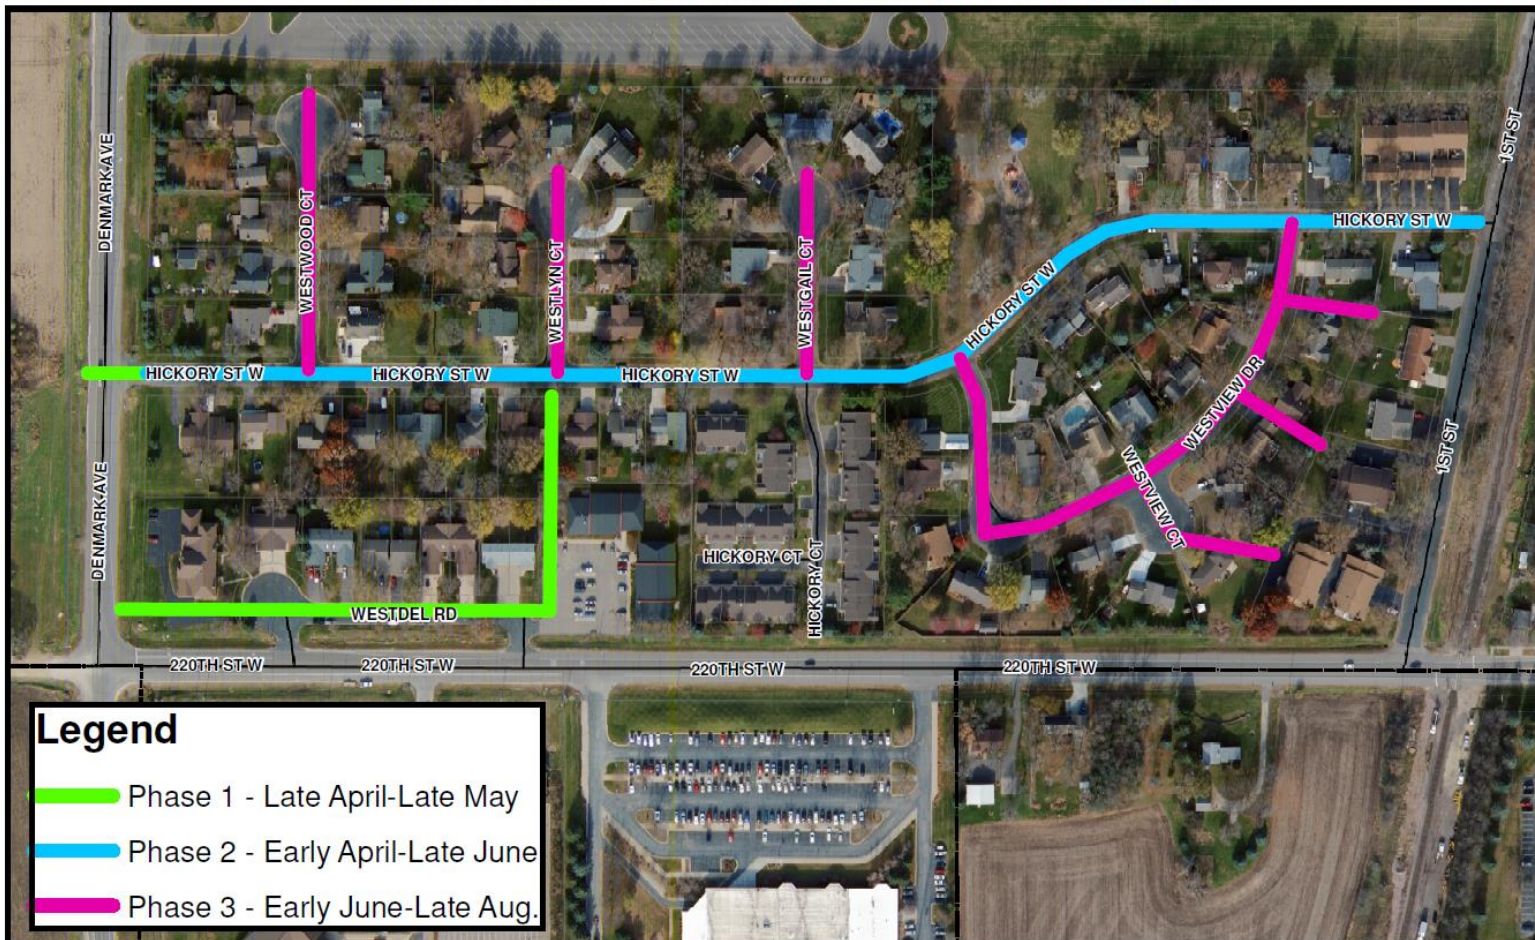 DENMARK AVE
1ST ST
WESTWOOD CT
WESTLYN CT
WESTGAIL CT
HICKORY ST W
HICKORY ST W
HICKORY ST W
HICKORY ST W
HICKORY ST W
WESTVIEW DR
WESTVIEW CT
1ST ST
DENMARK AVE
HICKORY CT
HICKORY CT
WESTDEL RD
220TH ST W
220TH ST W
220TH ST W
220TH ST W
Legend
Phase 1 - Late April-Late May
Phase 2 - Early April-Late June
Phase 3 - Early June-Late Aug.